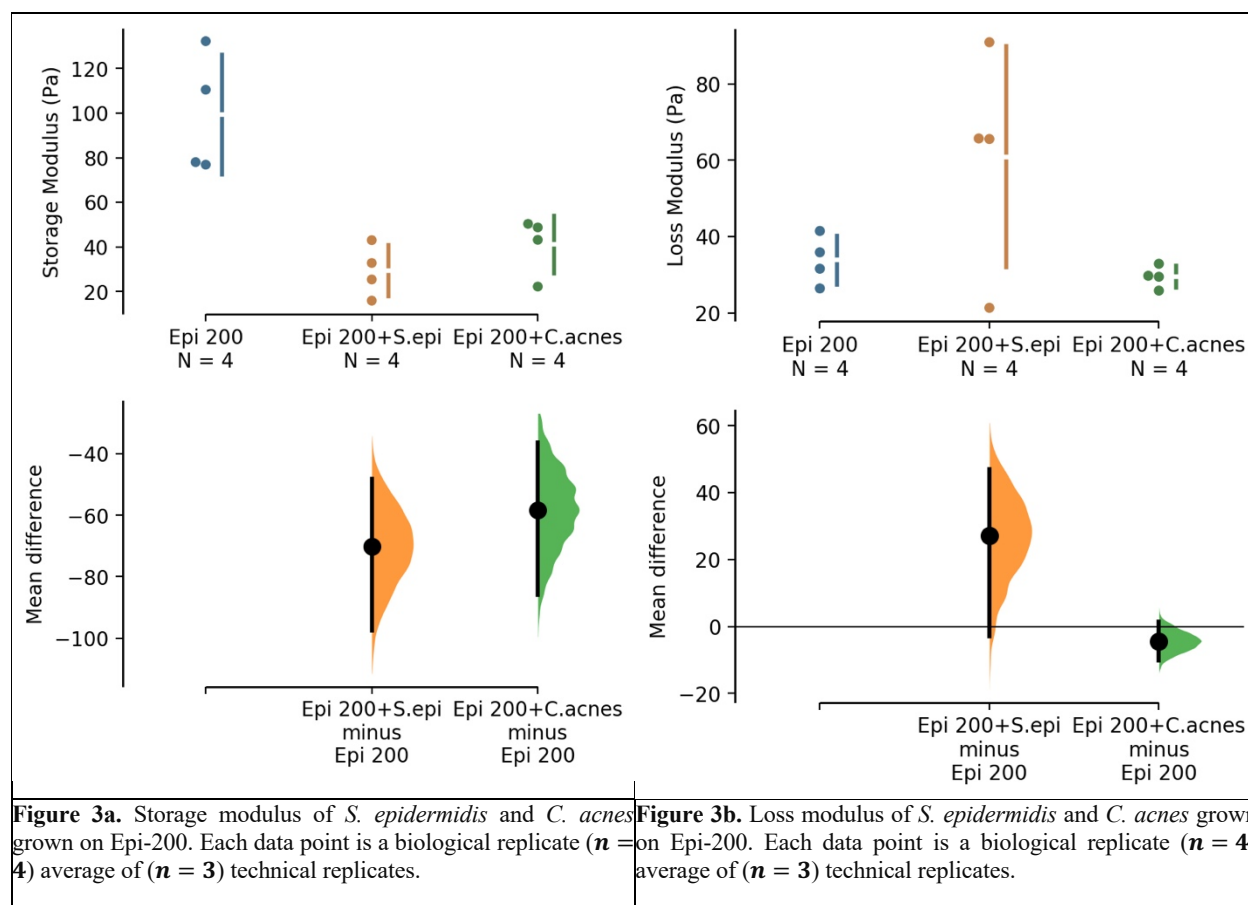 Storage Modulus (Pa)
120
100
80
60
40
20
Epi 200
N = 4
Epi 200+S.epi
N = 4
Epi 200+C.acnes
N = 4
Mean difference
−40
−60
−80
−100
Epi 200+S.epi
minus
Epi 200
Epi 200+C.acnes
minus
Epi 200
Figure 3a. Storage modulus of S. epidermidis and C. acnes
grown on Epi-200. Each data point is a biological replicate (n =
4) average of (n = 3) technical replicates.
Loss Modulus (Pa)
80
60
40
20
Epi 200
N = 4
Epi 200+S.epi
N = 4
Epi 200+C.acnes
N = 4
Mean difference
60
40
20
0
−20
Epi 200+S.epi
minus
Epi 200
Epi 200+C.acnes
minus
Epi 200
Figure 3b. Loss modulus of S. epidermidis and C. acnes grown
on Epi-200. Each data point is a biological replicate (n = 4
average of (n = 3) technical replicates.